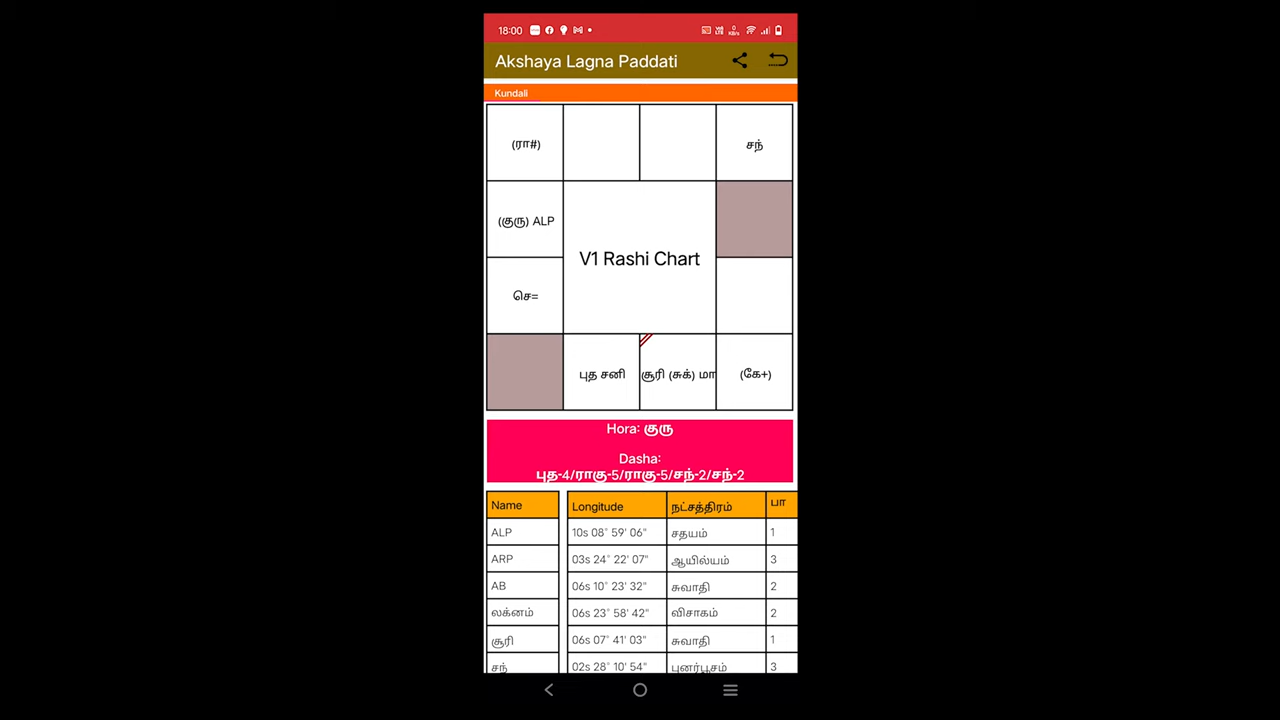 18:00
0 KB/s
Akshaya Lagna Paddati
Kundali
(ரா#)
சந்
(குரு) ALP
V1 Rashi Chart
செ=
புத சனி
சூரி (சுக்) மா
(கே+)
Hora: குரு
Dasha:
புத-4/ராகு-5/ராகு-5/சந்-2/சந்-2
Name Longitude நட்சத்திரம் பா
ALP 10s 08° 59' 06" சதயம் 1
ARP 03s 24° 22' 07" ஆயில்யம் 3
AB 06s 10° 23' 32" சுவாதி 2
லக்னம் 06s 23° 58' 42" விசாகம் 2
சூரி 06s 07° 41' 03" சுவாதி 1
சந் 02s 28° 10' 54" புனர்பூசம் 3